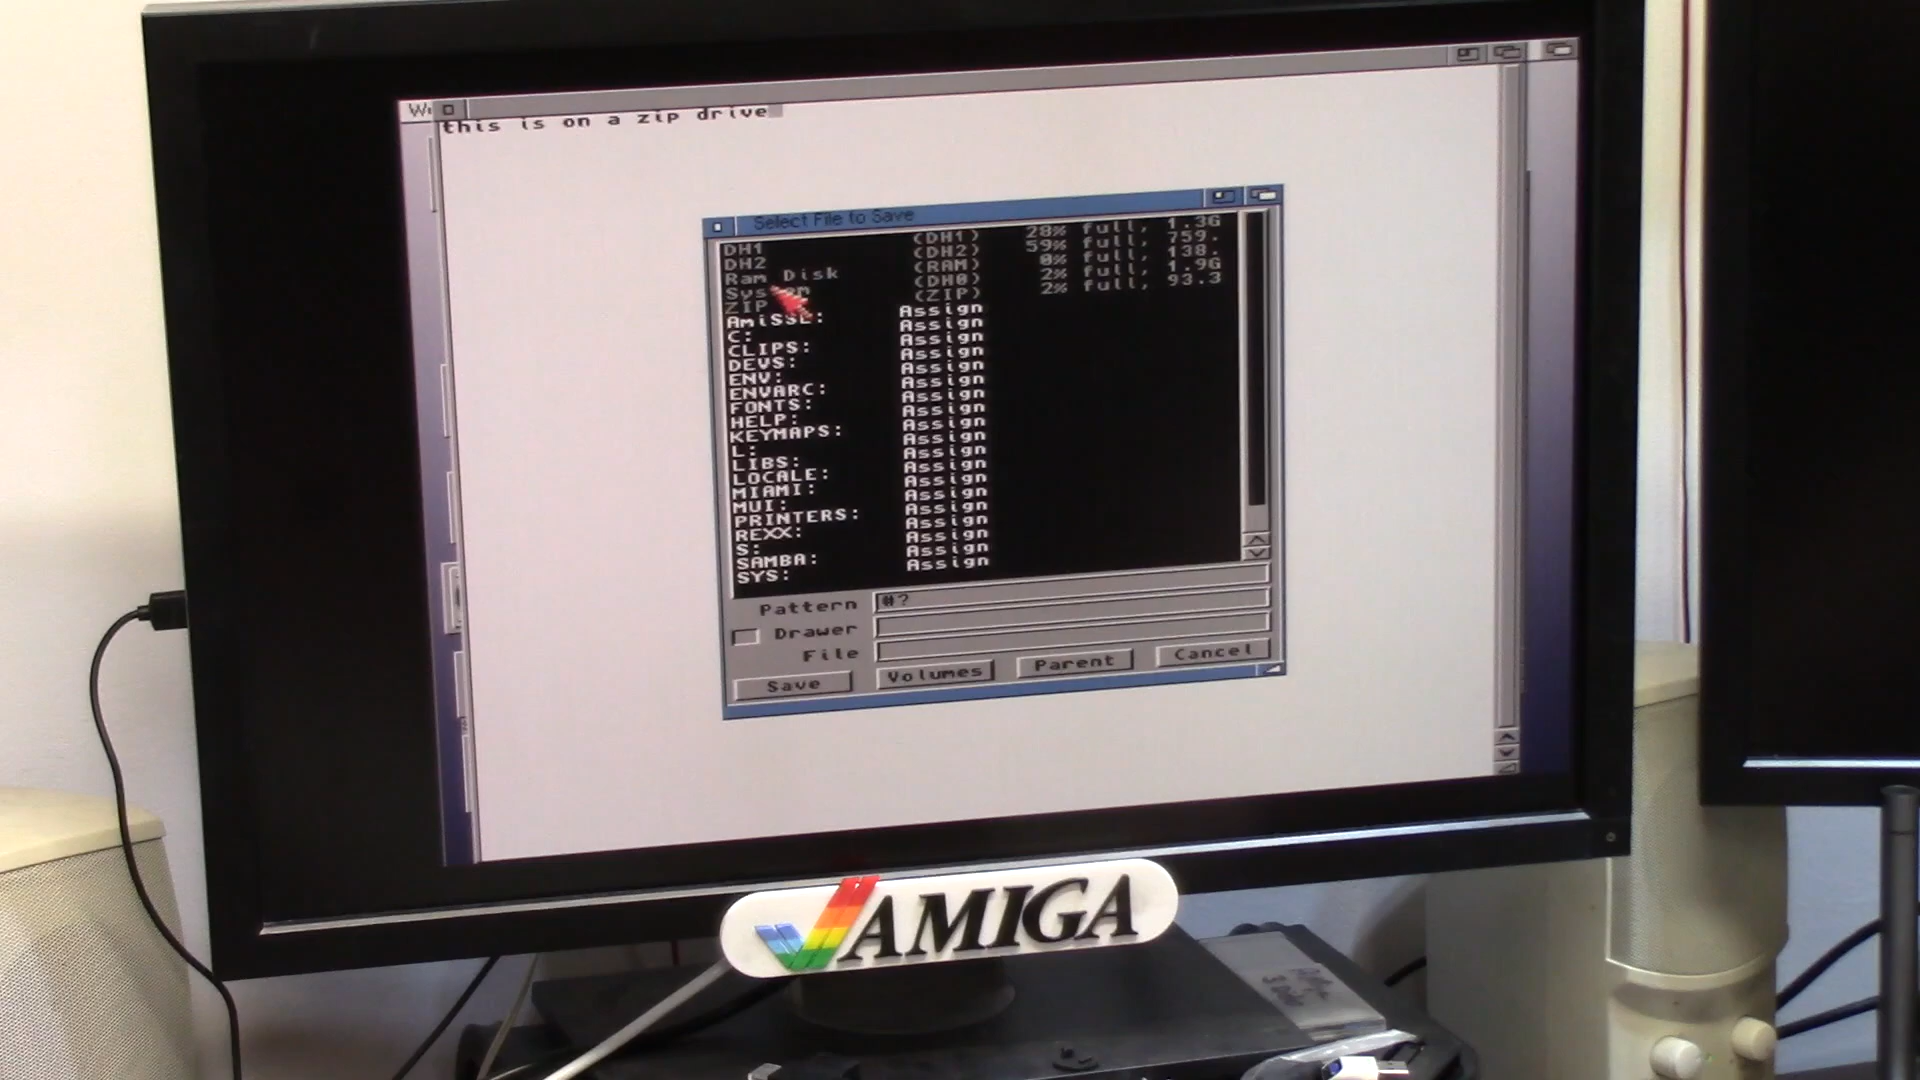 this is on a zip drive
Select File to Save
DH1 (DH1) 28% full, 1.3G
DH2 (DH2) 59% full, 759.
Ram Disk (RAM) 0% full, 138.
System (DH0) 2% full, 1.9G
ZIP (ZIP) 2% full, 93.3
AmiSSL: Assign
C: Assign
CLIPS: Assign
DEVS: Assign
ENV: Assign
ENVARC: Assign
FONTS: Assign
HELP: Assign
KEYMAPS: Assign
L: Assign
LIBS: Assign
LOCALE: Assign
MIAMI: Assign
MUI: Assign
PRINTERS: Assign
REXX: Assign
S: Assign
SAMBA: Assign
SYS: Assign
Pattern #?
Drawer
File
Save Volumes Parent Cancel
AMIGA